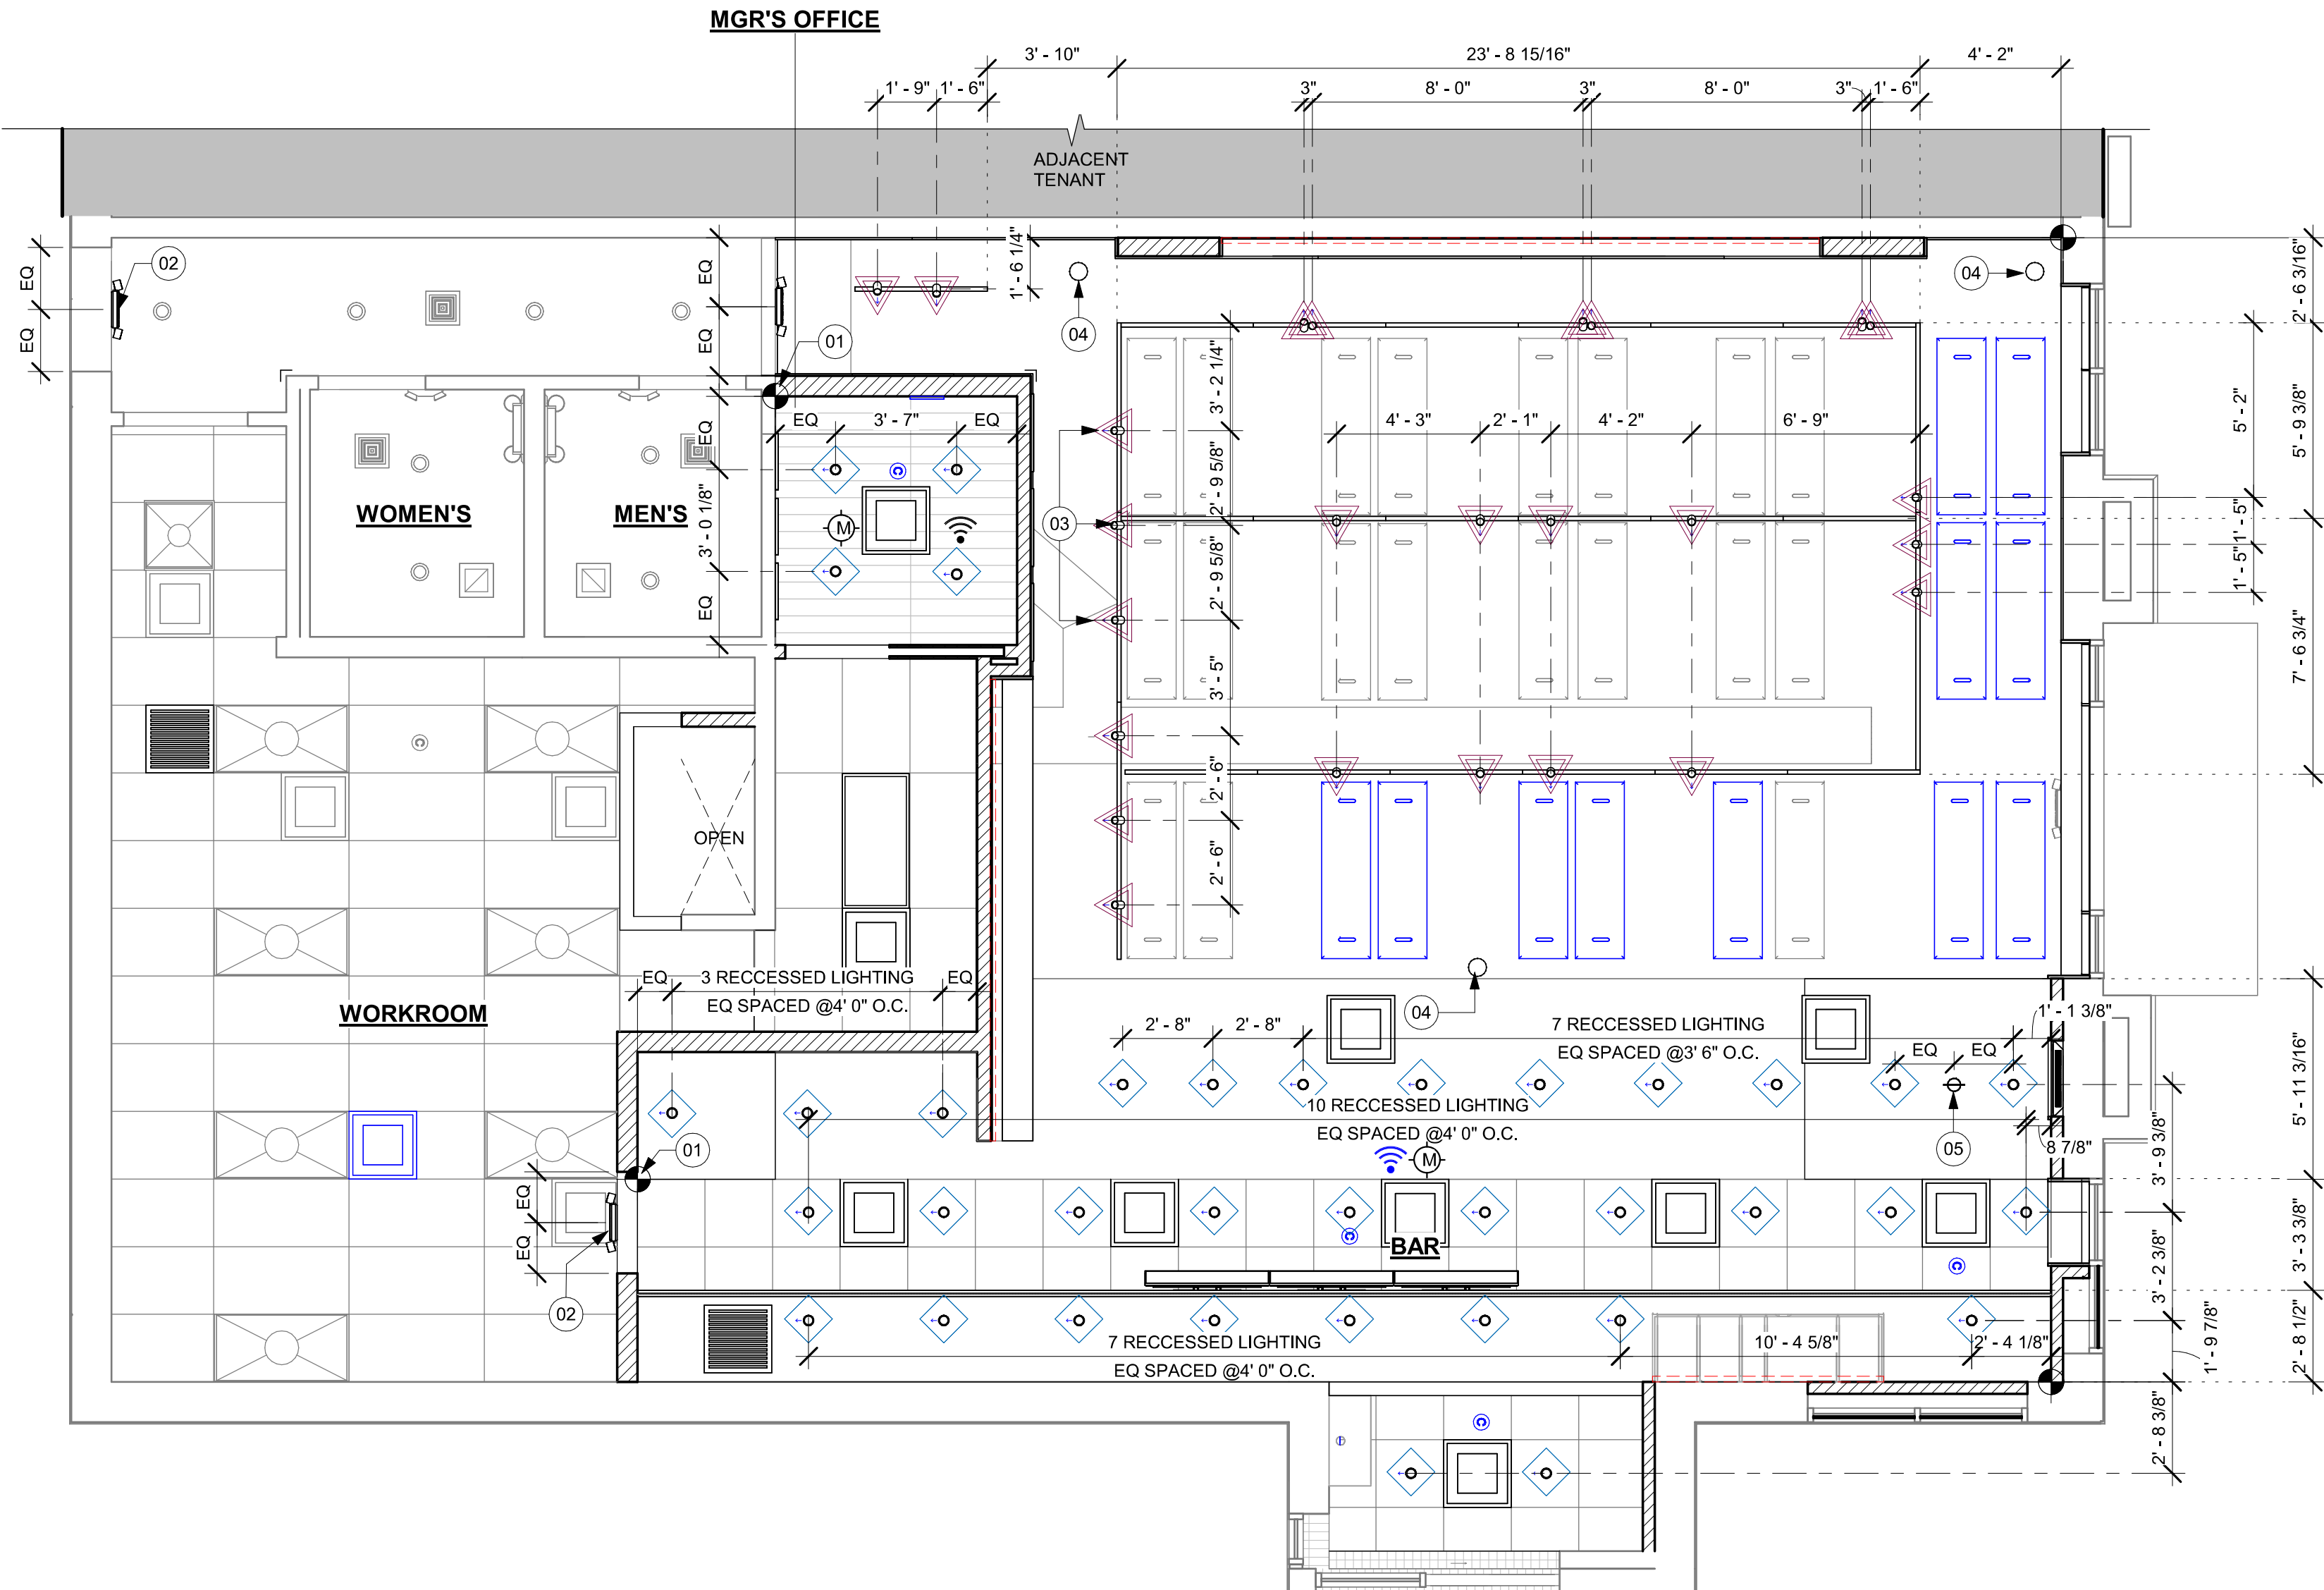 MGR'S OFFICE
3' - 10"
23' - 8 15/16"
4' - 2"
1' - 9"
1' - 6"
3"
8' - 0"
3"
8' - 0"
3"
1' - 6"
ADJACENT
TENANT
02
EQ
EQ
EQ
EQ
1' - 6 1/4"
04
04
2' - 6 3/16"
01
3' - 2 1/4"
5' - 2"
5' - 9 3/8"
EQ
3' - 7"
EQ
EQ
4' - 3"
2' - 1"
4' - 2"
6' - 9"
C
2' - 9 5/8"
WOMEN'S
MEN'S
M
03
3' - 0 1/8"
1' - 5"
1' - 5"
2' - 9 5/8"
EQ
3' - 5"
7' - 6 3/4"
C
2' - 6"
OPEN
2' - 6"
EQ
3 RECCESSED LIGHTING
EQ
EQ SPACED @4' 0" O.C.
WORKROOM
04
2' - 8"
2' - 8"
7 RECCESSED LIGHTING
EQ SPACED @3' 6" O.C.
1' - 1 3/8"
EQ
EQ
5' - 11 3/16"
10 RECCESSED LIGHTING
EQ SPACED @4' 0" O.C.
01
M
05
8 7/8"
3' - 9 3/8"
EQ
EQ
C
BAR
C
3' - 3 3/8"
3' - 2 3/8"
02
7 RECCESSED LIGHTING
EQ SPACED @4' 0" O.C.
10' - 4 5/8"
2' - 4 1/8"
1' - 9 7/8"
2' - 8 1/2"
C
2' - 8 3/8"